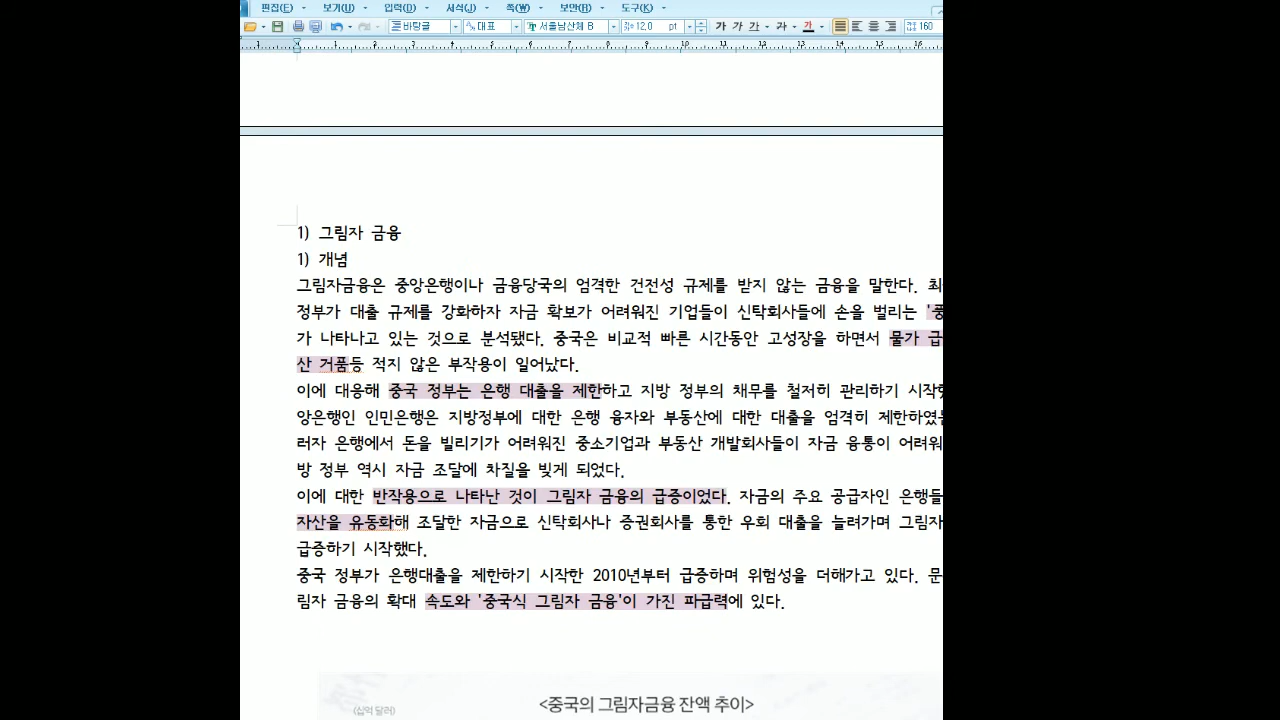 편집(E) 보기(U) 입력(D) 서식(J) 쪽(W) 보안(R) 도구(K)
바탕글 대표 서울남산체 B 12.0 pt 가 가 가 가 가 160
1 1 2 3 4 5 6 7 8 9 10 11 12 13 14 15 16
1) 그림자 금융
1) 개념
그림자금융은 중앙은행이나 금융당국의 엄격한 건전성 규제를 받지 않는 금융을 말한다. 최
정부가 대출 규제를 강화하자 자금 확보가 어려워진 기업들이 신탁회사들에 손을 벌리는
가 나타나고 있는 것으로 분석됐다. 중국은 비교적 빠른 시간동안 고성장을 하면서 물가 급
산 거품등 적지 않은 부작용이 일어났다.
이에 대응해 중국 정부는 은행 대출을 제한하고 지방 정부의 채무를 철저히 관리하기 시작
앙은행인 인민은행은 지방정부에 대한 은행 융자와 부동산에 대한 대출을 엄격히 제한하였
러자 은행에서 돈을 빌리기가 어려워진 중소기업과 부동산 개발회사들이 자금 융통이 어려워
방 정부 역시 자금 조달에 차질을 빚게 되었다.
이에 대한 반작용으로 나타난 것이 그림자 금융의 급증이었다. 자금의 주요 공급자인 은행들
자산을 유동화해 조달한 자금으로 신탁회사나 증권회사를 통한 우회 대출을 늘려가며 그림자
급증하기 시작했다.
중국 정부가 은행대출을 제한하기 시작한 2010년부터 급증하며 위험성을 더해가고 있다. 문
림자 금융의 확대 속도와 '중국식 그림자 금융'이 가진 파급력에 있다.
<중국의 그림자금융 잔액 추이>
(십억 달러)